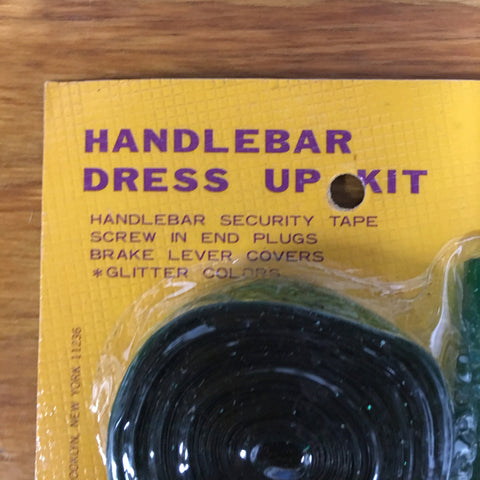 HANDLEBAR
DRESS UP KIT
HANDLEBAR SECURITY TAPE
SCREW IN END PLUGS
BRAKE LEVER COVERS
*GLITTER COLORS
OOKLYN, NEW YORK 11236